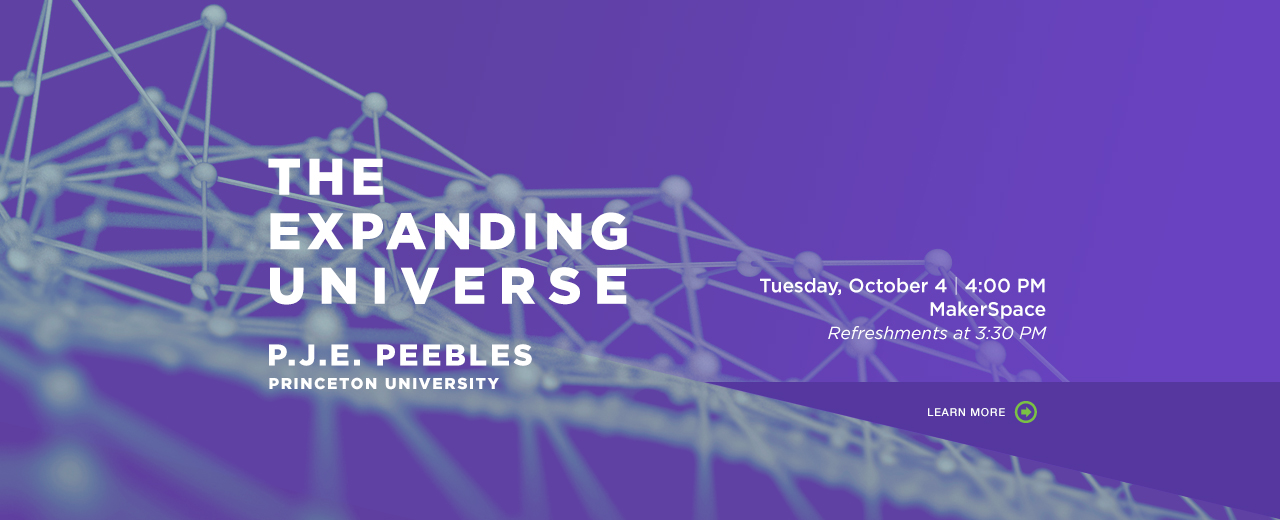 THE
EXPANDING
UNIVERSE
P.J.E. PEEBLES
PRINCETON UNIVERSITY
Tuesday, October 4 | 4:00 PM
MakerSpace
Refreshments at 3:30 PM
LEARN MORE